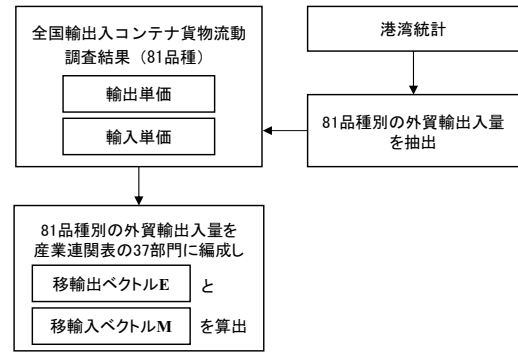 全国輸出入コンテナ貨物流動
調査結果（81品種）
輸出単価
輸入単価
港湾統計
81品種別の外貿輸出入量
を抽出
81品種別の外貿輸出入量を
産業連関表の37部門に編成し
移輸出ベクトルE と
移輸入ベクトルM を算出